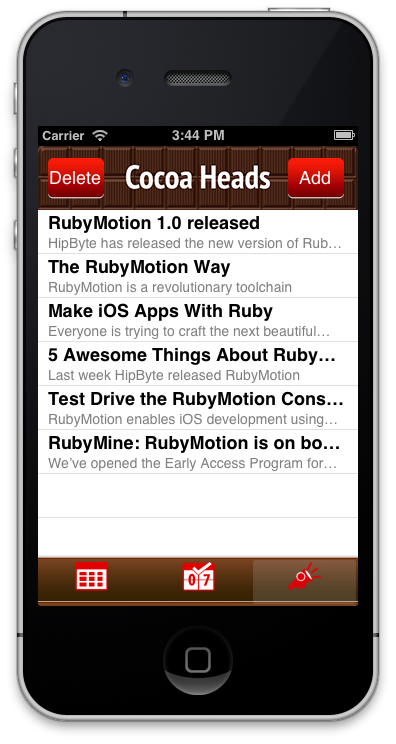 Carrier 3:44 PM
Delete Cocoa Heads Add
RubyMotion 1.0 released
HipByte has released the new version of Rub…
The RubyMotion Way
RubyMotion is a revolutionary toolchain
Make iOS Apps With Ruby
Everyone is trying to craft the next beautiful…
5 Awesome Things About Ruby…
Last week HipByte released RubyMotion
Test Drive the RubyMotion Cons…
RubyMotion enables iOS development using…
RubyMine: RubyMotion is on bo…
We've opened the Early Access Program for…
07